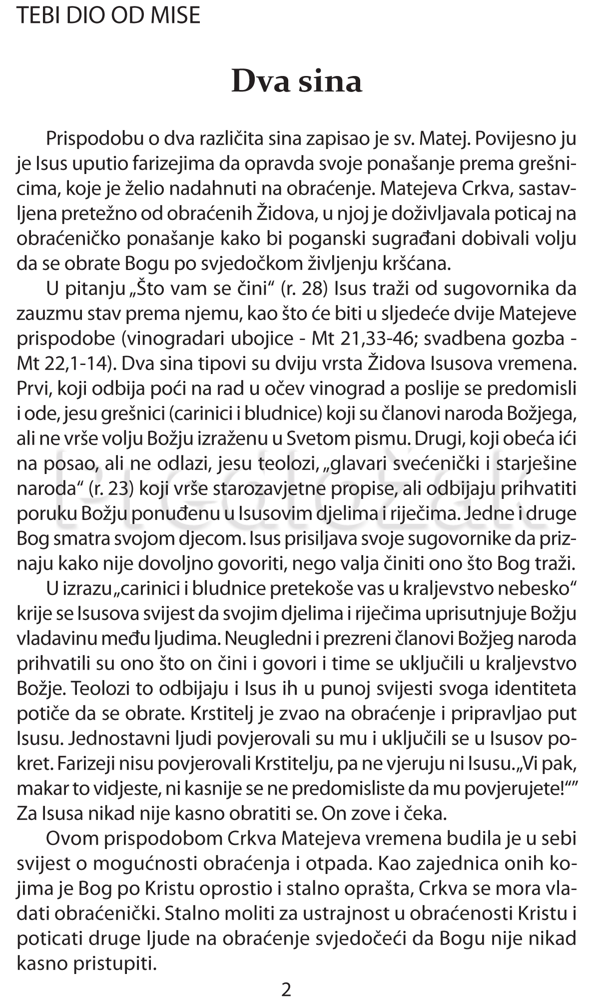 TEBI DIO OD MISE
Dva sina
Prispodobu o dva različita sina zapisao je sv. Matej. Povijesno ju
je Isus uputio farizejima da opravda svoje ponašanje prema grešni-
cima, koje je želio nadahnuti na obraćenje. Matejeva Crkva, sastav-
ljena pretežno od obraćenih Židova, u njoj je doživljavala poticaj na
obraćeničko ponašanje kako bi poganski sugrađani dobivali volju
da se obrate Bogu po svjedočkom življenju kršćana.
U pitanju „Što vam se čini“ (r. 28) Isus traži od sugovornika da
zauzmu stav prema njemu, kao što će biti u sljedeće dvije Matejeve
prispodobe (vinogradari ubojice - Mt 21,33-46; svadbena gozba -
Mt 22,1-14). Dva sina tipovi su dviju vrsta Židova Isusova vremena.
Prvi, koji odbija poći na rad u očev vinograd a poslije se predomisli
i ode, jesu grešnici (carinici i bludnice) koji su članovi naroda Božjega,
ali ne vrše volju Božju izraženu u Svetom pismu. Drugi, koji obeća ići
na posao, ali ne odlazi, jesu teolozi, „glavari svećenički i starješine
naroda“ (r. 23) koji vrše starozavjetne propise, ali odbijaju prihvatiti
Predložak
poruku Božju ponuđenu u Isusovim djelima i riječima. Jedne i druge
Bog smatra svojom djecom. Isus prisiljava svoje sugovornike da priz-
naju kako nije dovoljno govoriti, nego valja činiti ono što Bog traži.
U izrazu „carinici i bludnice pretekoše vas u kraljevstvo nebesko“
krije se Isusova svijest da svojim djelima i riječima uprisutnjuje Božju
vladavinu među ljudima. Neugledni i prezreni članovi Božjeg naroda
prihvatili su ono što on čini i govori i time se uključili u kraljevstvo
Božje. Teolozi to odbijaju i Isus ih u punoj svijesti svoga identiteta
potiče da se obrate. Krstitelj je zvao na obraćenje i pripravljao put
Isusu. Jednostavni ljudi povjerovali su mu i uključili se u Isusov po-
kret. Farizeji nisu povjerovali Krstitelju, pa ne vjeruju ni Isusu. „Vi pak,
makar to vidjeste, ni kasnije se ne predomisliste da mu povjerujete!“”
Za Isusa nikad nije kasno obratiti se. On zove i čeka.
Ovom prispodobom Crkva Matejeva vremena budila je u sebi
svijest o mogućnosti obraćenja i otpada. Kao zajednica onih ko-
jima je Bog po Kristu oprostio i stalno oprašta, Crkva se mora vla-
dati obraćenički. Stalno moliti za ustrajnost u obraćenosti Kristu i
poticati druge ljude na obraćenje svjedočeći da Bogu nije nikad
kasno pristupiti.
2